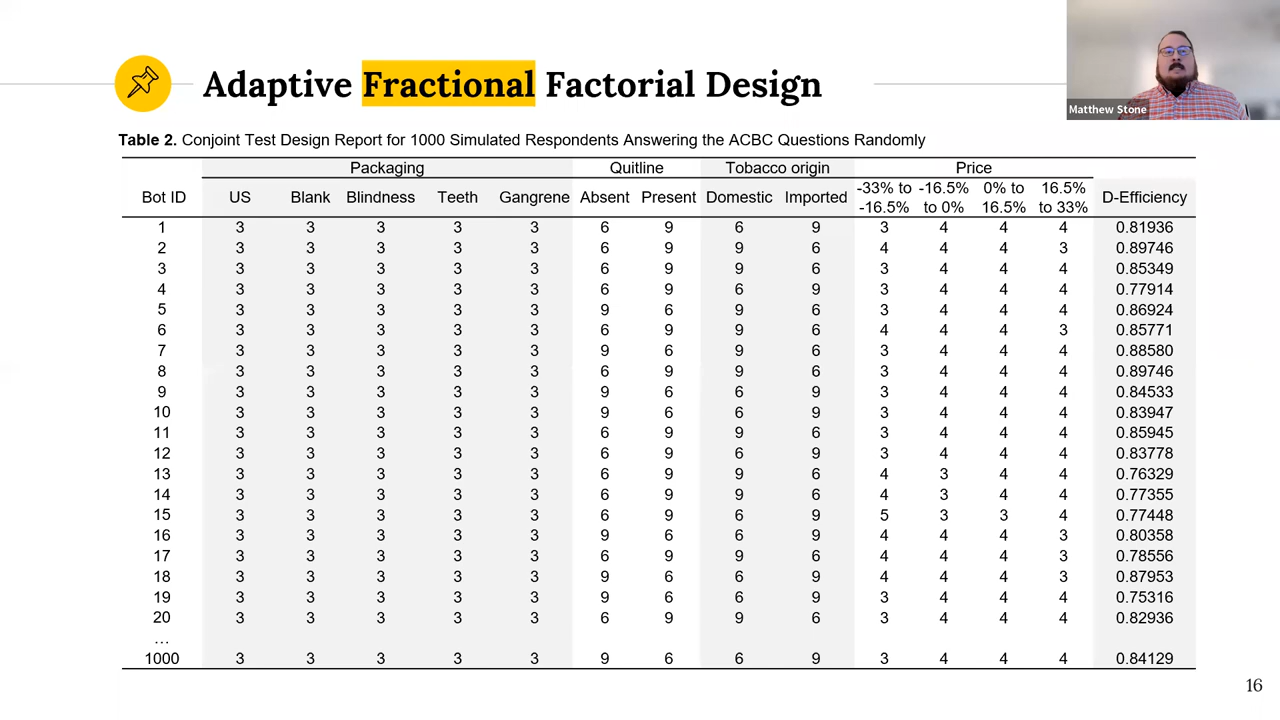 Adaptive Fractional Factorial Design
Matthew Stone
Table 2. Conjoint Test Design Report for 1000 Simulated Respondents Answering the ACBC Questions Randomly
Packaging Quitline Tobacco origin Price
Bot ID US Blank Blindness Teeth Gangrene Absent Present Domestic Imported -33% to -16.5% -16.5% to 0% 0% to 16.5% 16.5% to 33% D-Efficiency
1 3 3 3 3 3 6 9 6 9 3 4 4 4 0.81936
2 3 3 3 3 3 6 9 9 6 4 4 4 3 0.89746
3 3 3 3 3 3 6 9 9 6 3 4 4 4 0.85349
4 3 3 3 3 3 6 9 6 9 3 4 4 4 0.77914
5 3 3 3 3 3 9 6 9 6 3 4 4 4 0.86924
6 3 3 3 3 3 6 9 9 6 4 4 4 3 0.85771
7 3 3 3 3 3 9 6 9 6 3 4 4 4 0.88580
8 3 3 3 3 3 6 9 9 6 3 4 4 4 0.89746
9 3 3 3 3 3 9 6 6 9 3 4 4 4 0.84533
10 3 3 3 3 3 9 6 6 9 3 4 4 4 0.83947
11 3 3 3 3 3 6 9 9 6 3 4 4 4 0.85945
12 3 3 3 3 3 6 9 6 9 3 4 4 4 0.83778
13 3 3 3 3 3 6 9 9 6 4 3 4 4 0.76329
14 3 3 3 3 3 6 9 9 6 4 3 4 4 0.77355
15 3 3 3 3 3 6 9 6 9 5 3 3 4 0.77448
16 3 3 3 3 3 9 6 6 9 4 4 4 3 0.80358
17 3 3 3 3 3 6 9 9 6 4 4 4 3 0.78556
18 3 3 3 3 3 9 6 6 9 4 4 4 3 0.87953
19 3 3 3 3 3 9 6 6 9 3 4 4 4 0.75316
20 3 3 3 3 3 6 9 9 6 3 4 4 4 0.82936
…
1000 3 3 3 3 3 9 6 6 9 3 4 4 4 0.84129
16